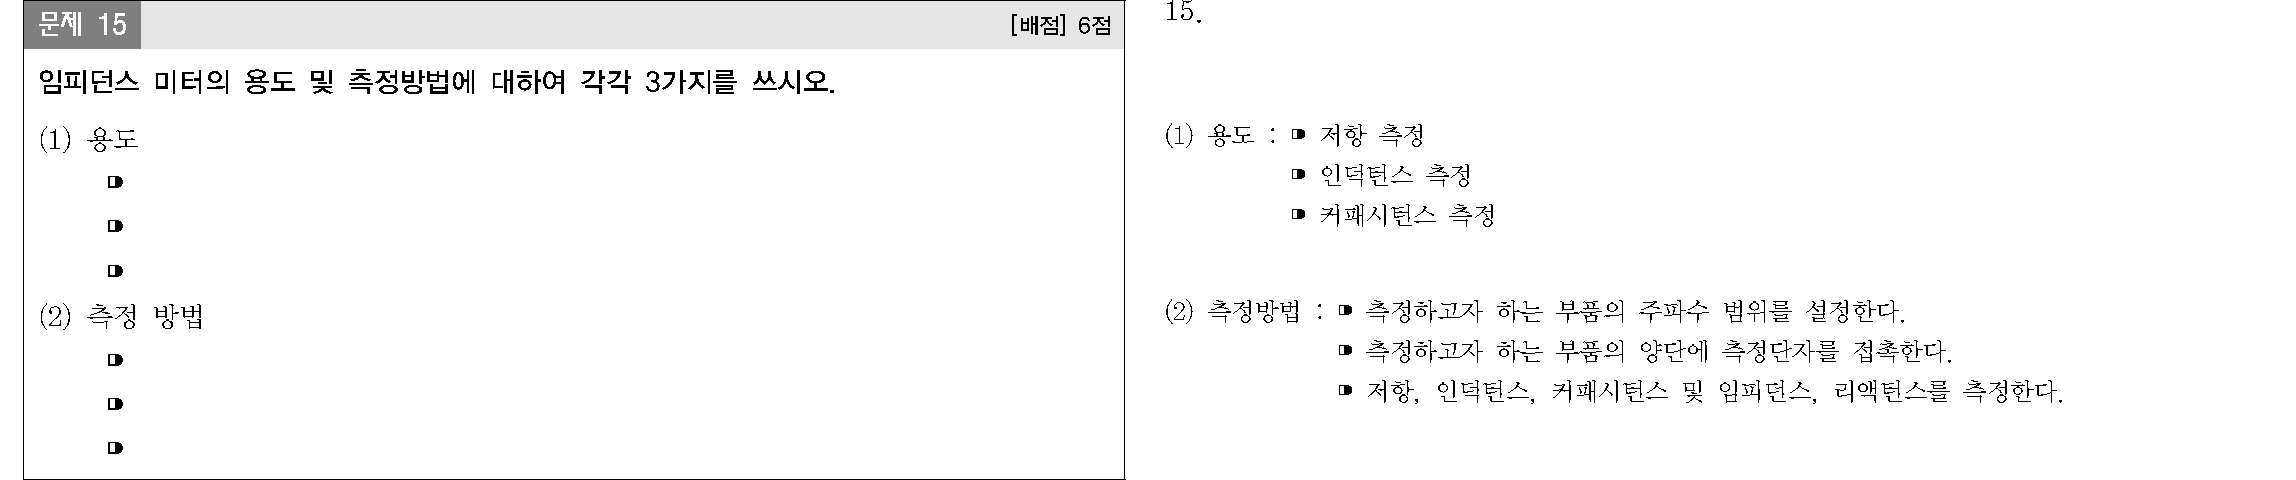 문제 15
[배점] 6점
임피던스 미터의 용도 및 측정방법에 대하여 각각 3가지를 쓰시오.
(1) 용도
(2) 측정 방법
15.
(1) 용도 : 저항 측정
인덕턴스 측정
커패시턴스 측정
(2) 측정방법 : 측정하고자 하는 부품의 주파수 범위를 설정한다.
측정하고자 하는 부품의 양단에 측정단자를 접촉한다.
저항, 인덕턴스, 커패시턴스 및 임피던스, 리액턴스를 측정한다.